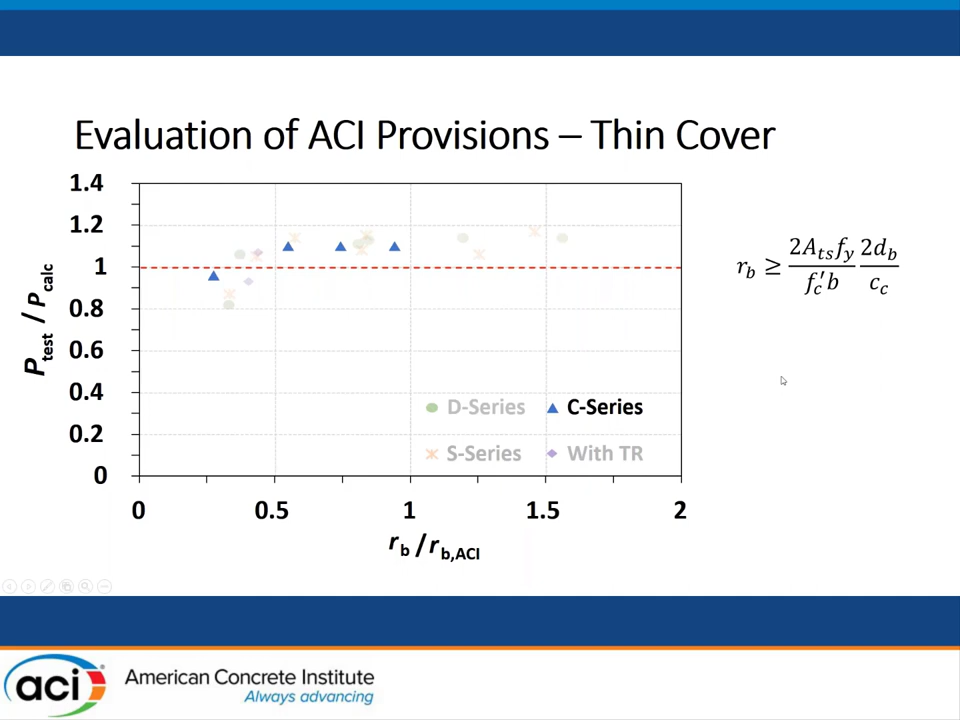 Evaluation of ACI Provisions – Thin Cover
1.4
1.2
1
0.8
0.6
0.4
0.2
0
P_test / P_calc
D-Series
C-Series
S-Series
With TR
0 0.5 1 1.5 2
r_b / r_b,ACI
r_b ≥ 2A_ts f_y / f_c′ b 2d_b / c_c
aci
American Concrete Institute
Always advancing